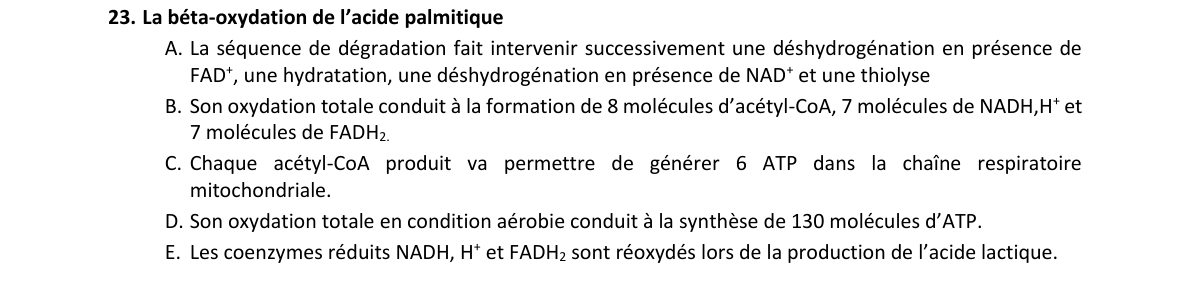 23. La béta-oxydation de l’acide palmitique
A. La séquence de dégradation fait intervenir successivement une déshydrogénation en présence de
FAD⁺, une hydratation, une déshydrogénation en présence de NAD⁺ et une thiolyse
B. Son oxydation totale conduit à la formation de 8 molécules d’acétyl-CoA, 7 molécules de NADH,H⁺ et
7 molécules de FADH₂.
C. Chaque acétyl-CoA produit va permettre de générer 6 ATP dans la chaîne respiratoire
mitochondriale.
D. Son oxydation totale en condition aérobie conduit à la synthèse de 130 molécules d’ATP.
E. Les coenzymes réduits NADH, H⁺ et FADH₂ sont réoxydés lors de la production de l’acide lactique.